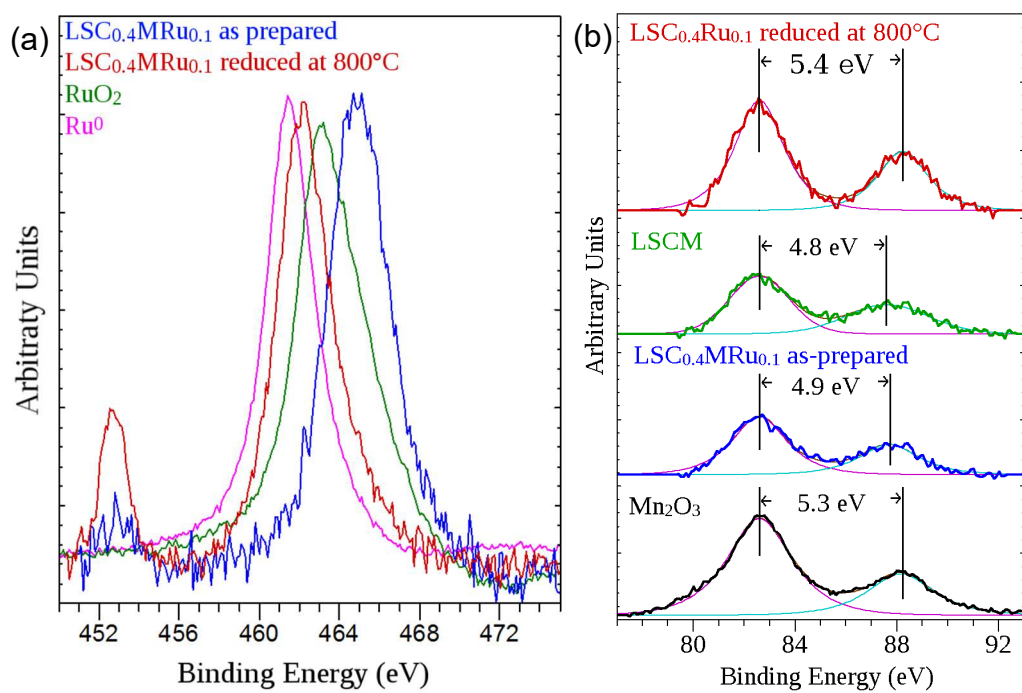 (a)
LSC₀.₄MRu₀.₁ as prepared
LSC₀.₄MRu₀.₁ reduced at 800°C
RuO₂
Ru⁰
Arbitraty Units
452 456 460 464 468 472
Binding Energy (eV)
(b)
LSC₀.₄Ru₀.₁ reduced at 800°C
5.4 eV
LSCM
4.8 eV
LSC₀.₄MRu₀.₁ as-prepared
4.9 eV
Mn₂O₃
5.3 eV
Arbitrary Units
80 84 88 92
Binding Energy (eV)